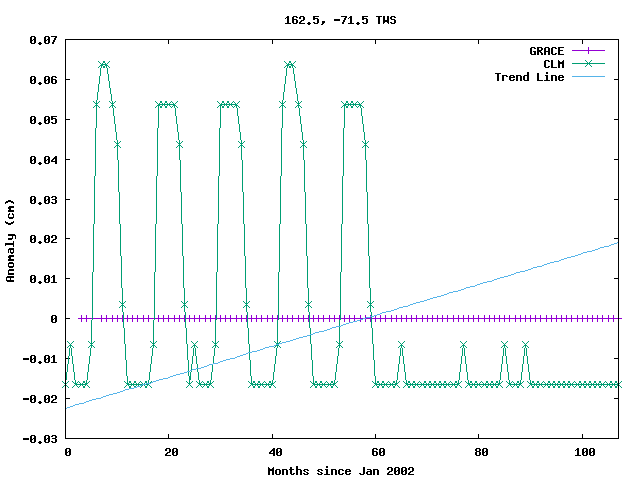 162.5, -71.5 TWS
GRACE
CLM
Trend Line
0.07
0.06
0.05
0.04
0.03
0.02
0.01
0
-0.01
-0.02
-0.03
Anomaly (cm)
0 20 40 60 80 100
Months since Jan 2002